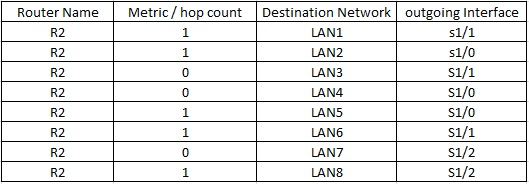 Router Name Metric / hop count Destination Network outgoing Interface
R2 1 LAN1 s1/1
R2 1 LAN2 s1/0
R2 0 LAN3 S1/1
R2 0 LAN4 S1/0
R2 1 LAN5 S1/0
R2 1 LAN6 S1/1
R2 0 LAN7 S1/2
R2 1 LAN8 S1/2